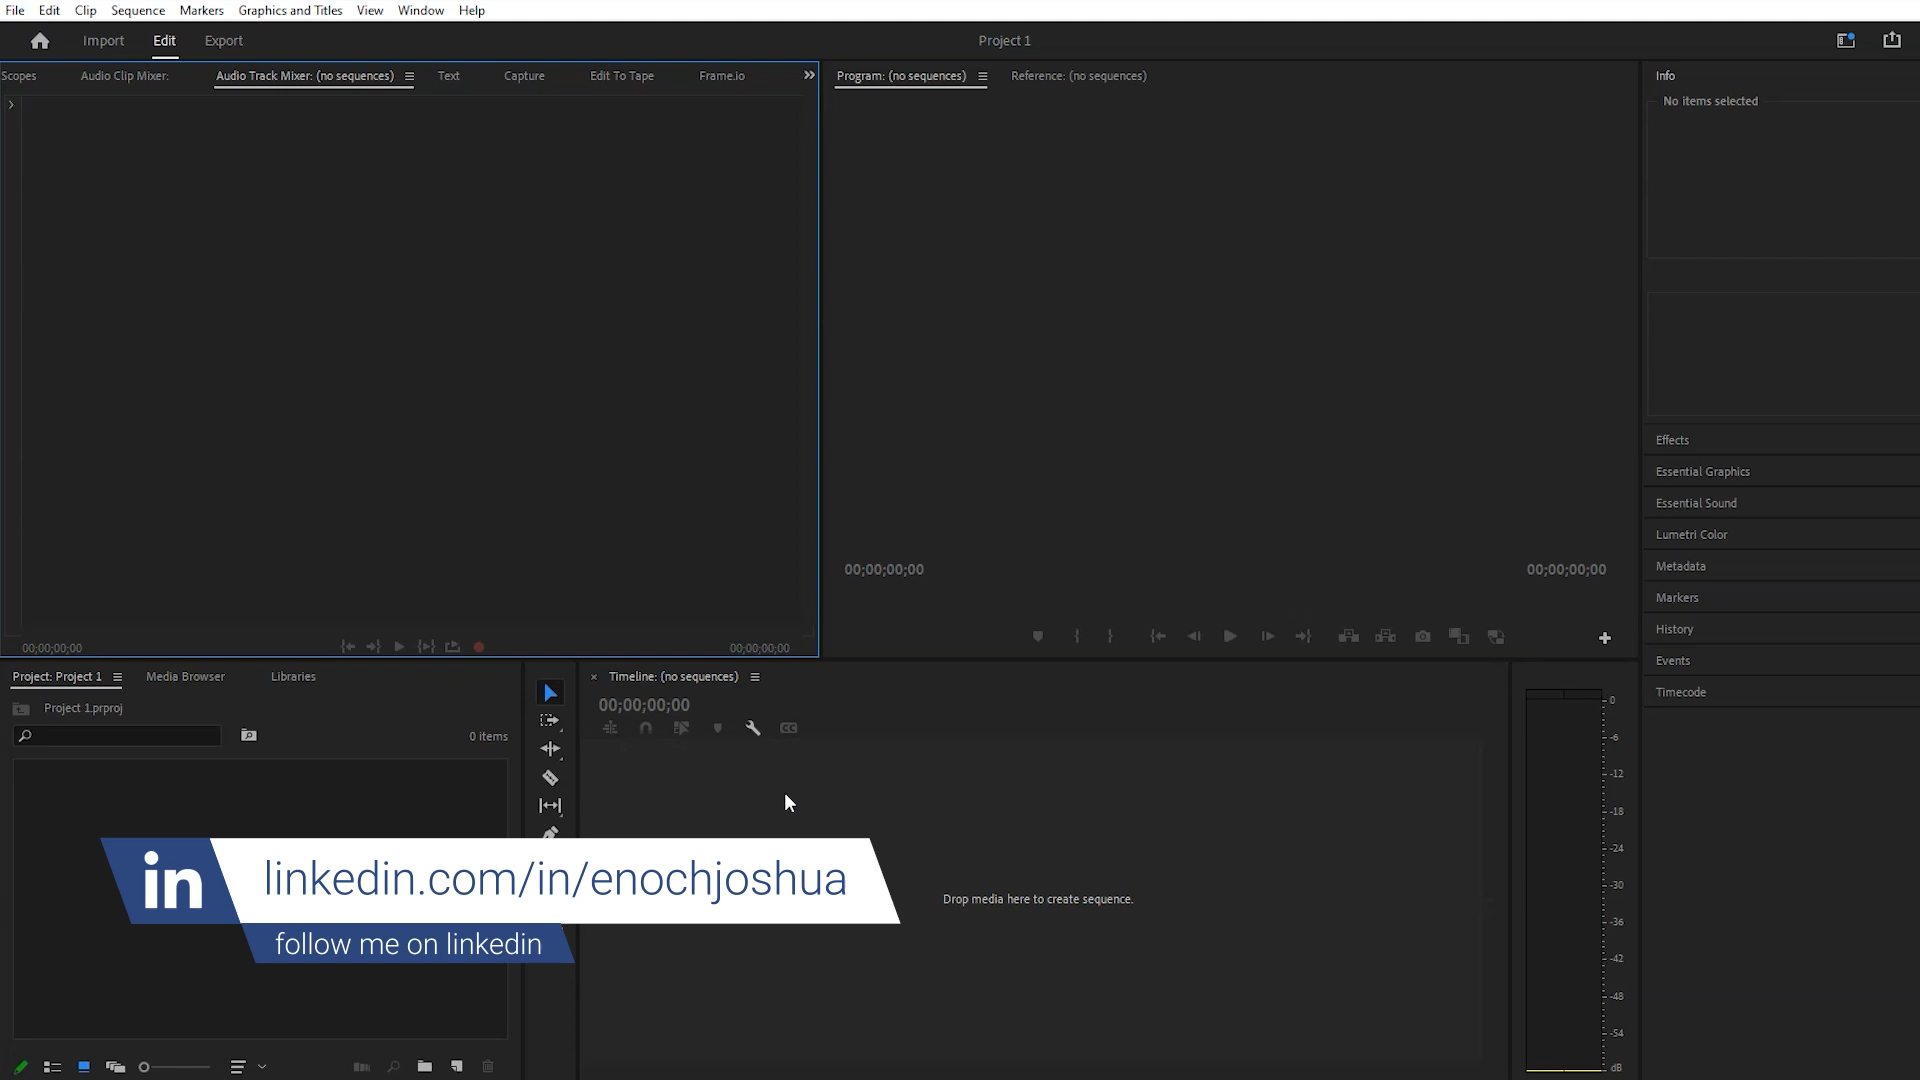 File Edit Clip Sequence Markers Graphics and Titles View Window Help
Import Edit Export Project 1
Scopes Audio Clip Mixer: Audio Track Mixer: (no sequences) Text Capture Edit To Tape Frame.io
Program: (no sequences) Reference: (no sequences)
Info
No items selected
00;00;00;00 00;00;00;00
00;00;00;00 00;00;00;00
Effects
Essential Graphics
Essential Sound
Lumetri Color
Metadata
Markers
History
Events
Timecode
Project: Project 1 Media Browser Libraries
Project 1.prproj
0 items
Timeline: (no sequences)
00;00;00;00
Drop media here to create sequence.
in linkedin.com/in/enochjoshua
follow me on linkedin
0
-6
-12
-18
-24
-30
-36
-42
-48
-54
dB